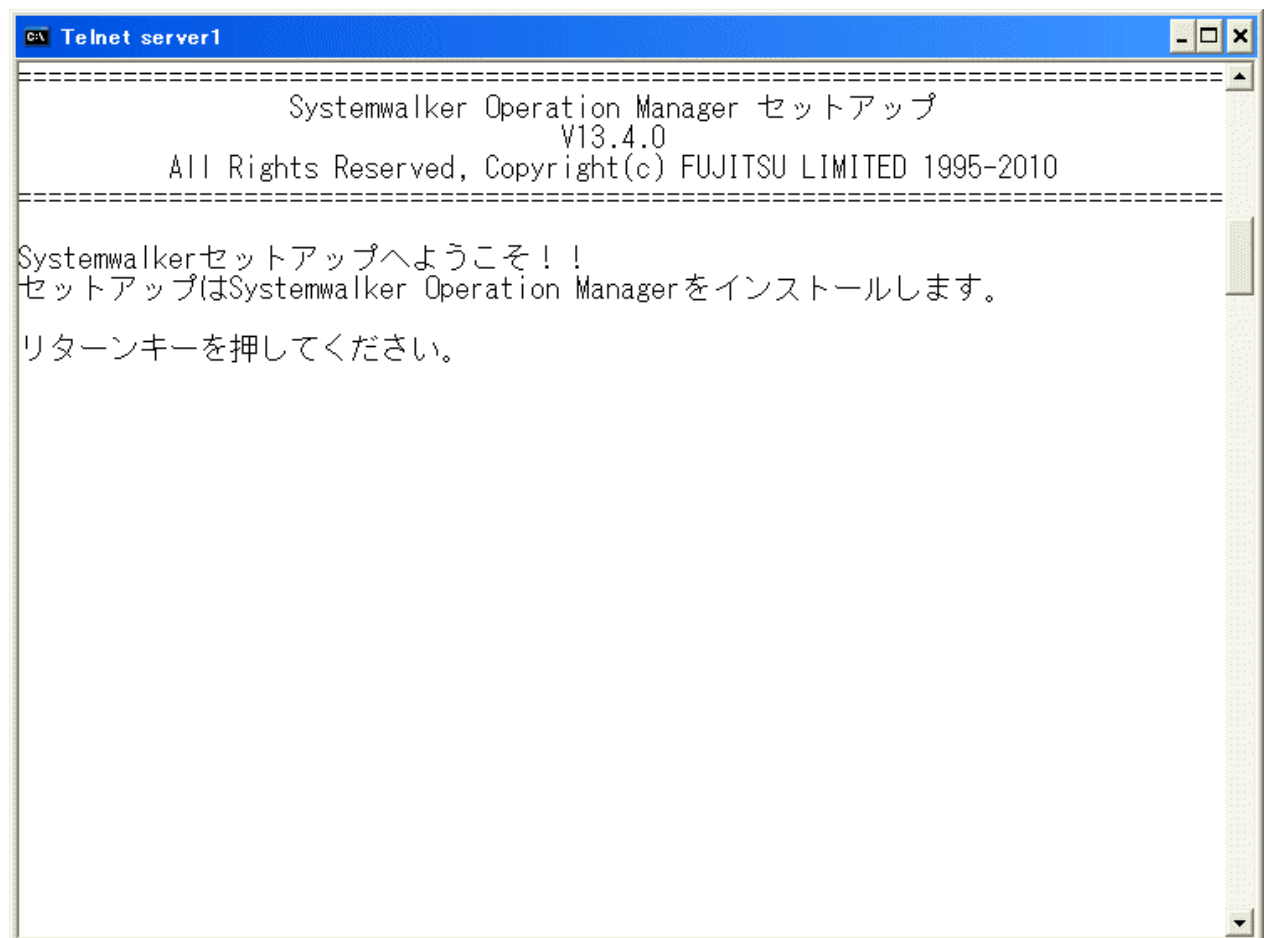 Telnet server1
================================================================================
Systemwalker Operation Manager セットアップ
V13.4.0
All Rights Reserved, Copyright(c) FUJITSU LIMITED 1995-2010
================================================================================
Systemwalkerセットアップへようこそ！！
セットアップはSystemwalker Operation Managerをインストールします。
リターンキーを押してください。